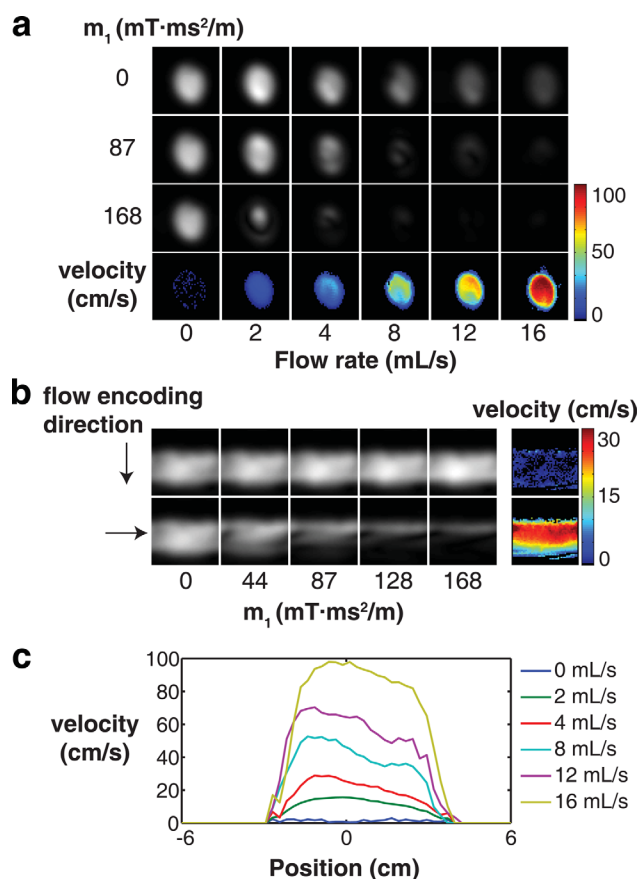 a
m₁ (mT·ms²/m)
0
87
168
velocity
(cm/s)
0 2 4 8 12 16
Flow rate (mL/s)
100
50
0
b
flow encoding
direction
velocity (cm/s)
30
15
0
0 44 87 128 168
m₁ (mT·ms²/m)
c
velocity
(cm/s)
100
80
60
40
20
0
-6 0 6
Position (cm)
0 mL/s
2 mL/s
4 mL/s
8 mL/s
12 mL/s
16 mL/s